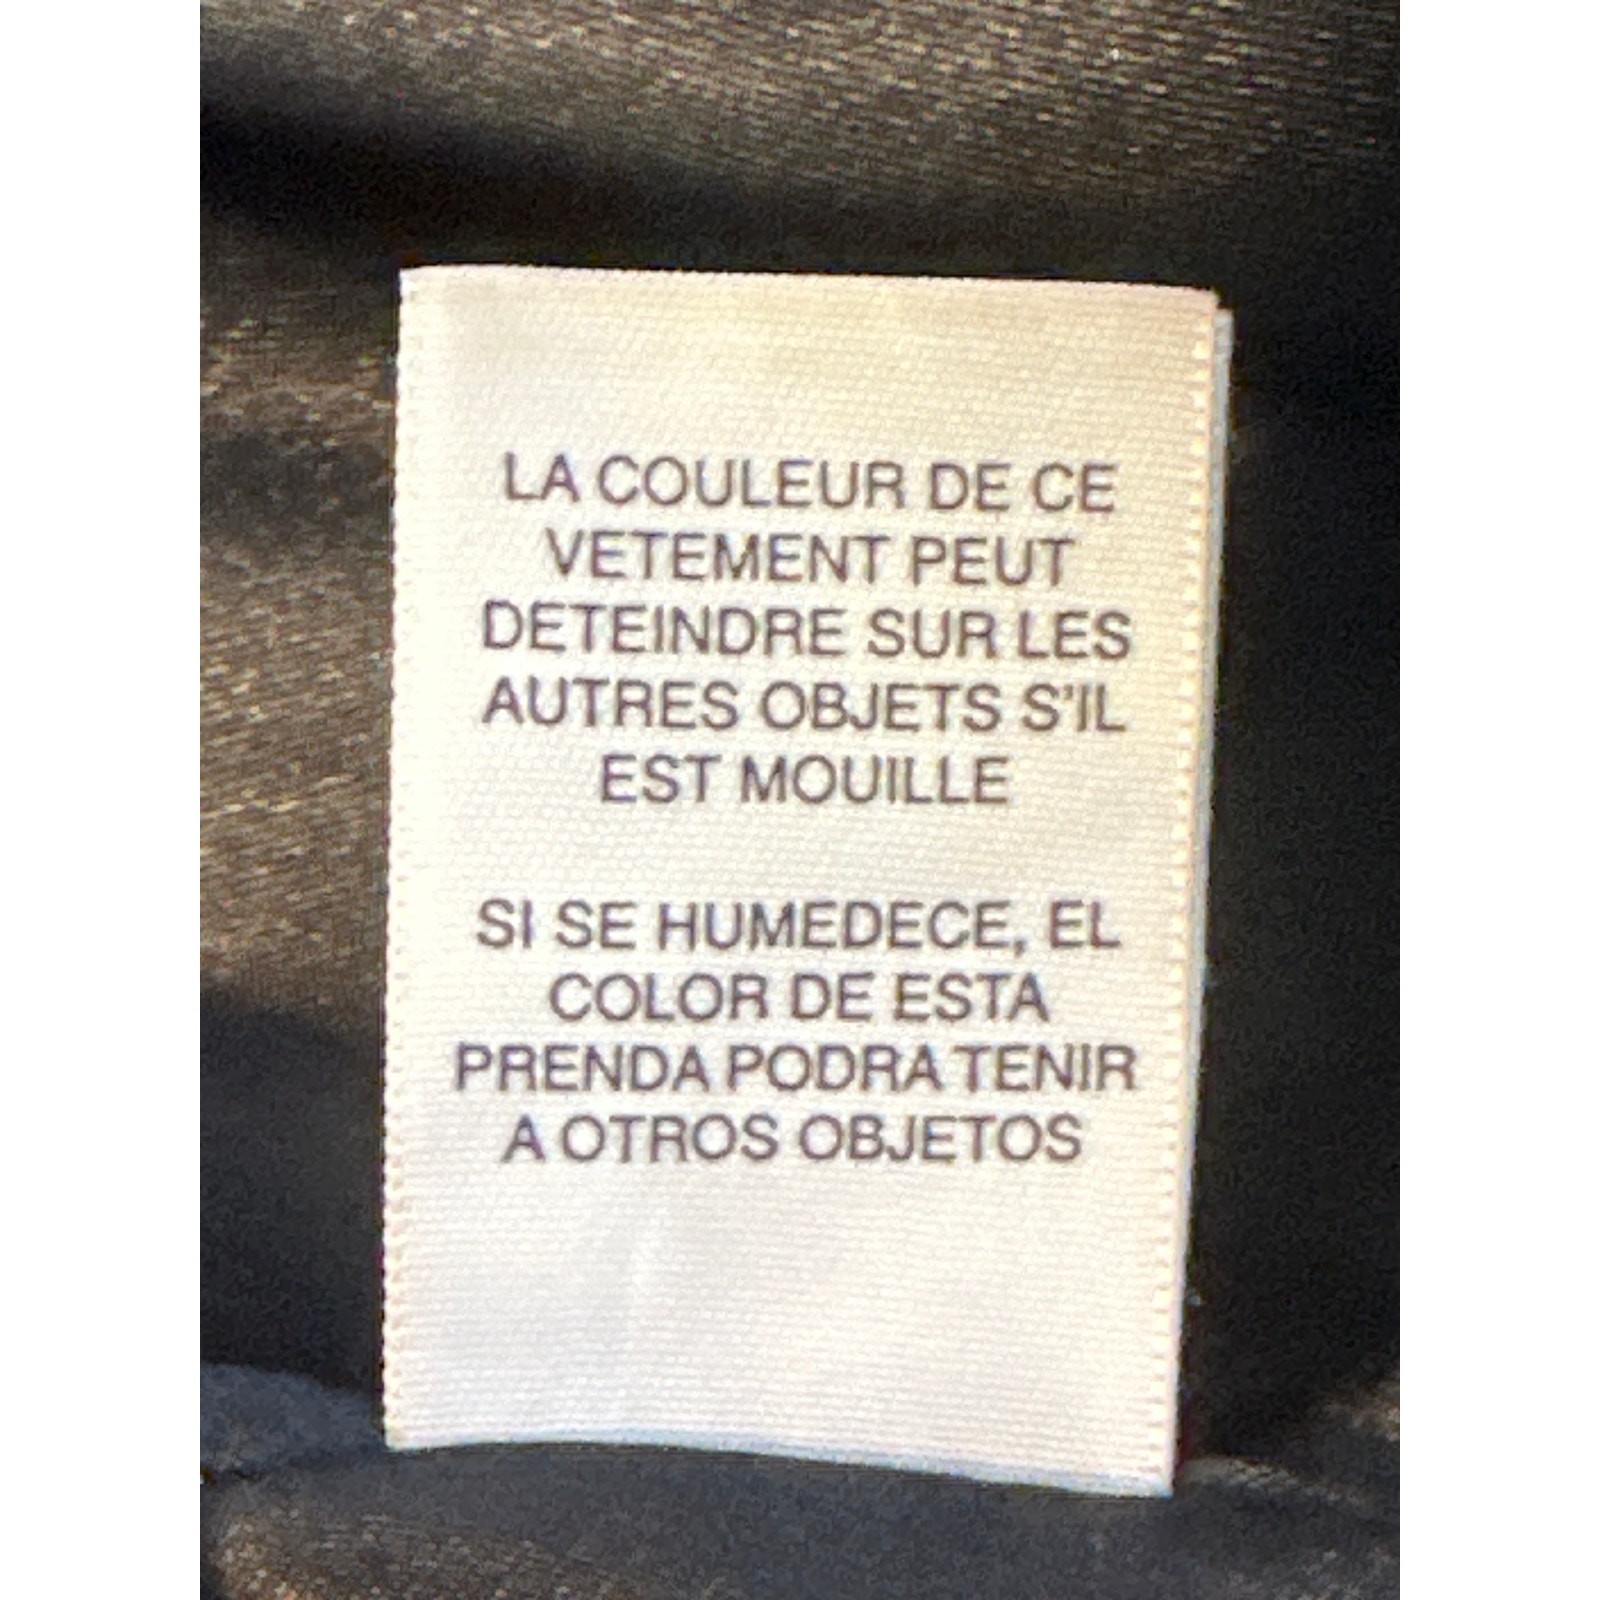 LA COULEUR DE CE
VETEMENT PEUT
DETEINDRE SUR LES
AUTRES OBJETS S'IL
EST MOUILLE
SI SE HUMEDECE, EL
COLOR DE ESTA
PRENDA PODRA TENIR
A OTROS OBJETOS